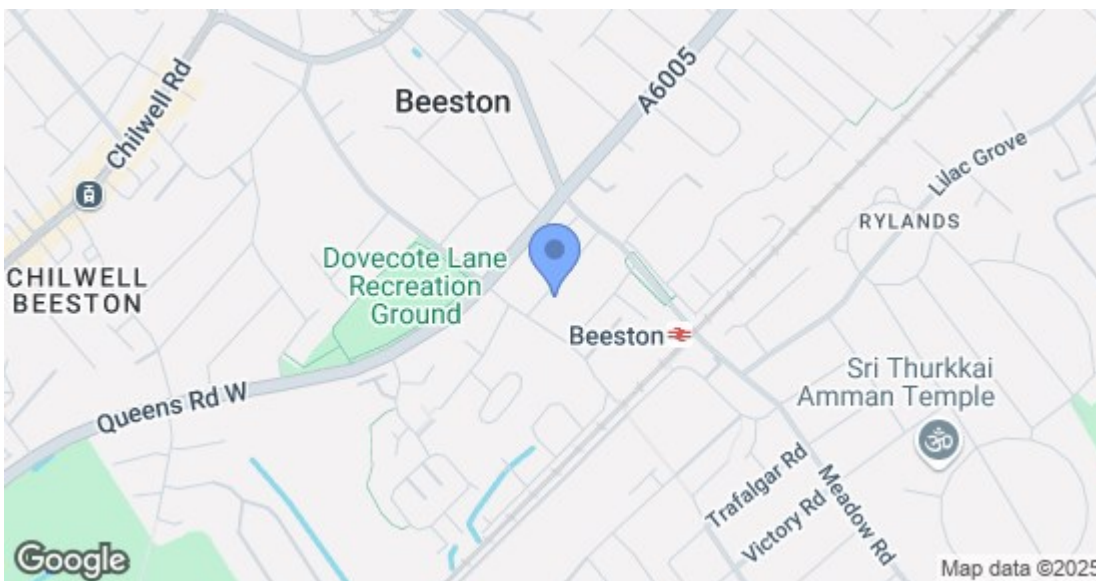 Chilwell Rd
Beeston
A6005
Lilac Grove
RYLANDS
Dovecote Lane
Recreation
Ground
CHILWELL
BEESTON
Beeston
Sri Thurkkai
Amman Temple
Queens Rd W
Trafalgar Rd
Victory Rd
Meadow Rd
Google
Map data ©2025